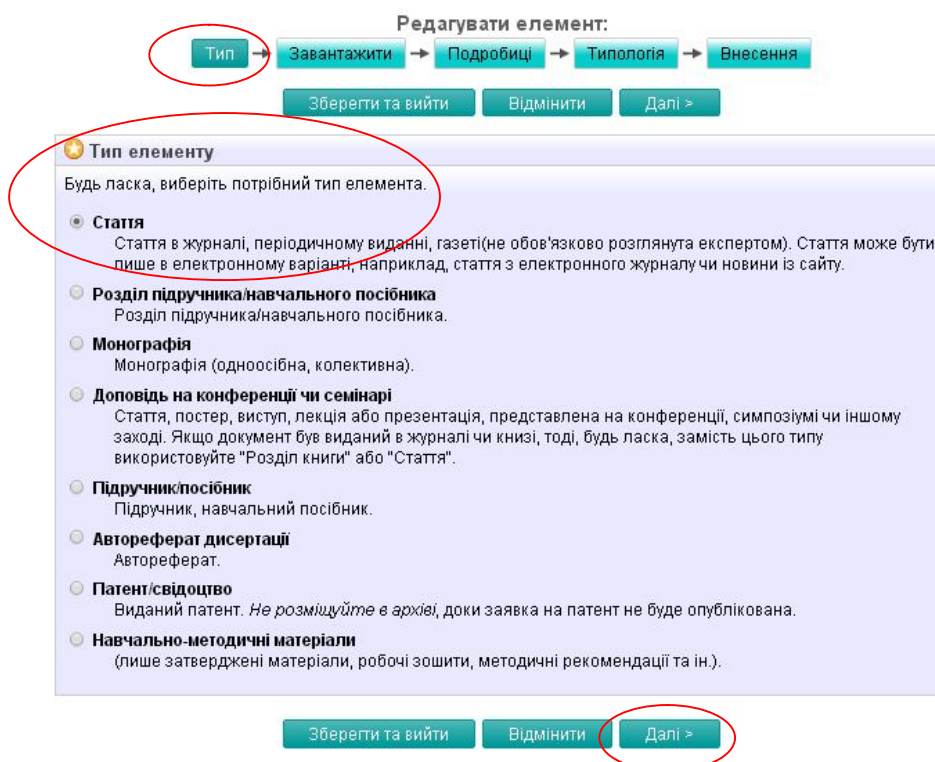 Редагувати елемент:
Тип → Завантажити → Подробиці → Типологія → Внесення
Зберегти та вийти Відмінити Далі >
Тип елементу
Будь ласка, виберіть потрібний тип елемента.
Стаття
Стаття в журналі, періодичному виданні, газеті(не обов'язково розглянута експертом). Стаття може бути
лише в електронному варіанті, наприклад, стаття з електронного журналу чи новини із сайту.
Розділ підручника/навчального посібника
Розділ підручника/навчального посібника.
Монографія
Монографія (одноосібна, колективна).
Доповідь на конференції чи семінарі
Стаття, постер, виступ, лекція або презентація, представлена на конференції, симпозіумі чи іншому
заході. Якщо документ був виданий в журналі чи книзі, тоді, будь ласка, замість цього типу
використовуйте "Розділ книги" або "Стаття".
Підручник/посібник
Підручник, навчальний посібник.
Автореферат дисертації
Автореферат.
Патент/свідоцтво
Виданий патент. Не розміщуйте в архіві, доки заявка на патент не буде опублікована.
Навчально-методичні матеріали
(лише затверджені матеріали, робочі зошити, методичні рекомендації та ін.).
Зберегти та вийти Відмінити Далі >